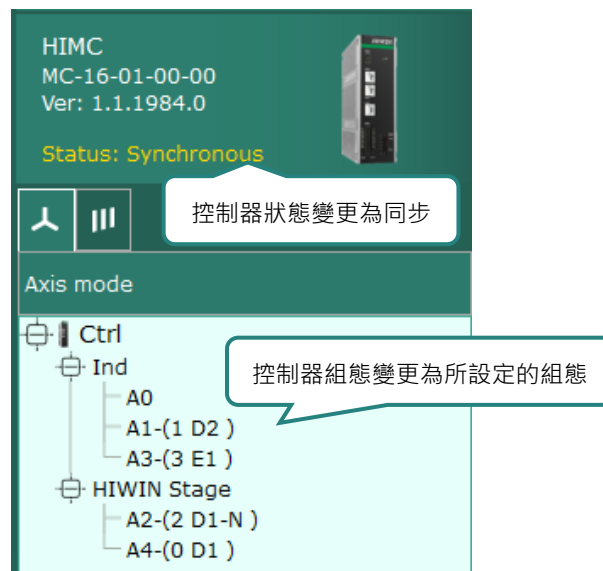 HIMC
MC-16-01-00-00
Ver: 1.1.1984.0
Status: Synchronous
控制器狀態變更為同步
Axis mode
Ctrl
Ind
控制器組態變更為所設定的組態
A0
A1-(1 D2 )
A3-(3 E1 )
HIWIN Stage
A2-(2 D1-N )
A4-(0 D1 )